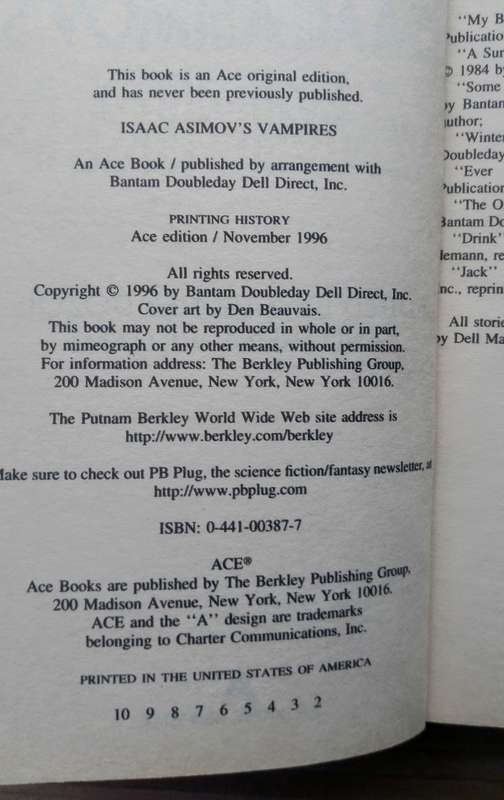 This book is an Ace original edition,
and has never been previously published.
ISAAC ASIMOV'S VAMPIRES
An Ace Book / published by arrangement with
Bantam Doubleday Dell Direct, Inc.
PRINTING HISTORY
Ace edition / November 1996
All rights reserved.
Copyright © 1996 by Bantam Doubleday Dell Direct, Inc.
Cover art by Den Beauvais.
This book may not be reproduced in whole or in part,
by mimeograph or any other means, without permission.
For information address: The Berkley Publishing Group,
200 Madison Avenue, New York, New York 10016.
The Putnam Berkley World Wide Web site address is
http://www.berkley.com/berkley
Make sure to check out PB Plug, the science fiction/fantasy newsletter, at
http://www.pbplug.com
ISBN: 0-441-00387-7
ACE®
Ace Books are published by The Berkley Publishing Group,
200 Madison Avenue, New York, New York 10016.
ACE and the "A" design are trademarks
belonging to Charter Communications, Inc.
PRINTED IN THE UNITED STATES OF AMERICA
10 9 8 7 6 5 4 3 2
"My B
"A Sur
© 1984 by
"Some
by Bantam
author;
"Winter
Doubleday
"Ever
Publication
"The O
Bantam Do
"Drink"
lemann, re
"Jack"
nc., reprin
All storie
by Dell Ma